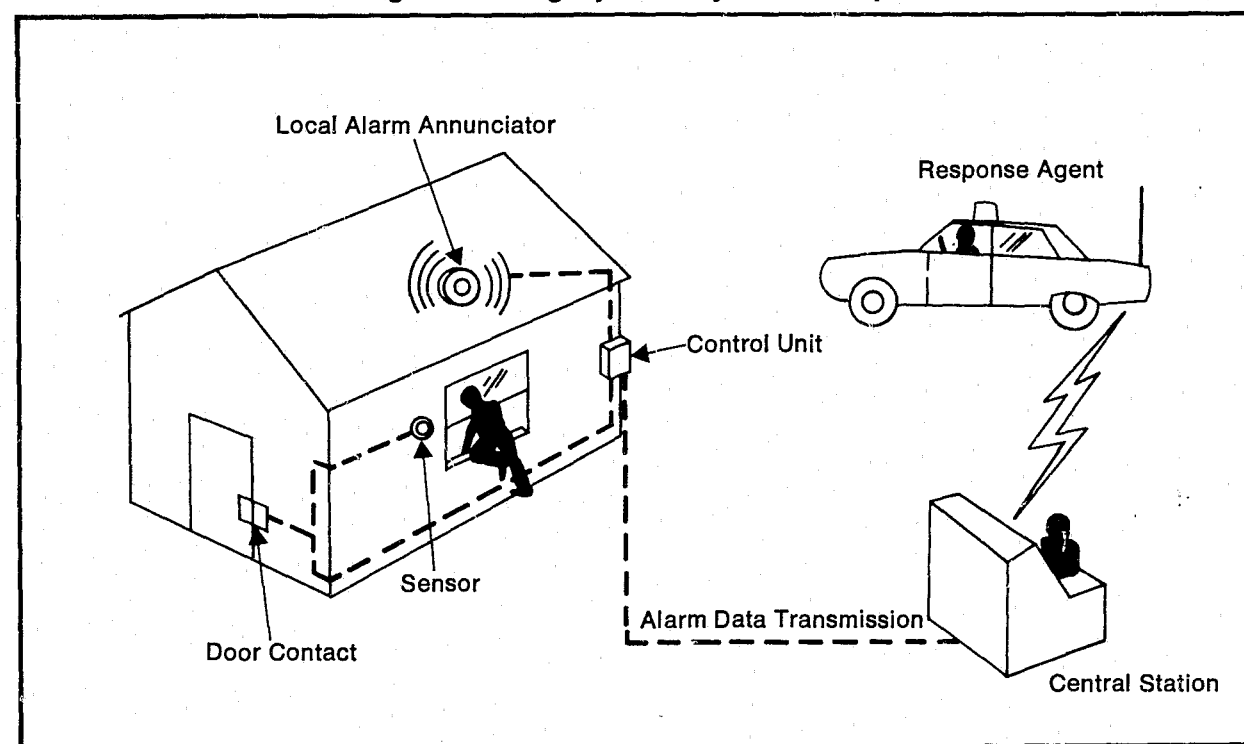 Local Alarm Annunciator
Response Agent
Control Unit
Sensor
Alarm Data Transmission
Door Contact
Central Station